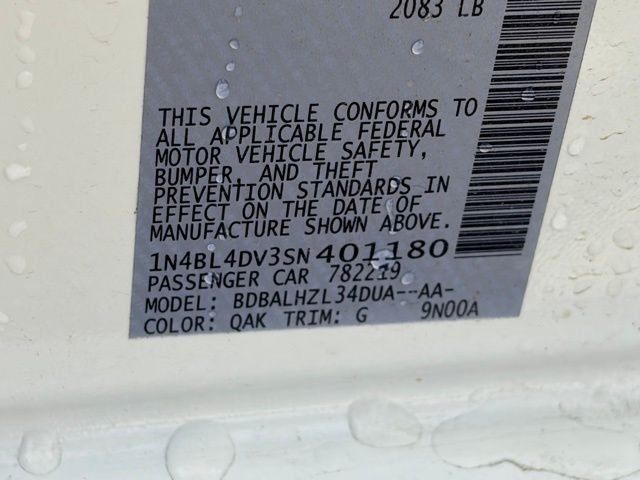 2083 LB
THIS VEHICLE CONFORMS TO
ALL APPLICABLE FEDERAL
MOTOR VEHICLE SAFETY,
BUMPER, AND THEFT
PREVENTION STANDARDS IN
EFFECT ON THE DATE OF
MANUFACTURE SHOWN ABOVE.
1N4BL4DV3SN401180
PASSENGER CAR 782219
MODEL: BDBALHZL34DUA--AA-
COLOR: QAK TRIM: G 9N00A